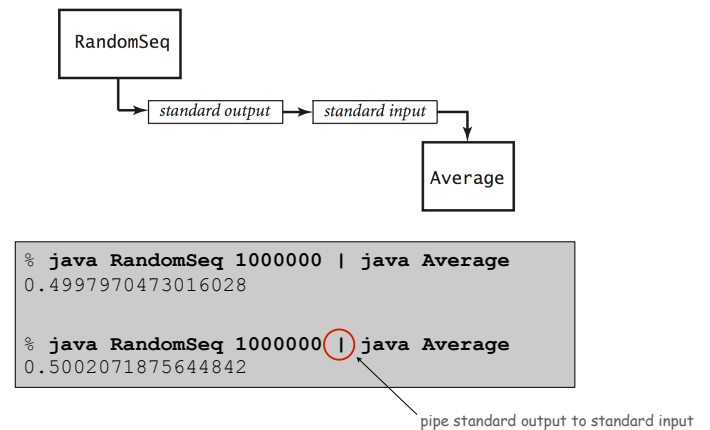 RandomSeq
standard output
standard input
Average
% java RandomSeq 1000000 | java Average
0.4997970473016028
% java RandomSeq 1000000 | java Average
0.5002071875644842
pipe standard output to standard input